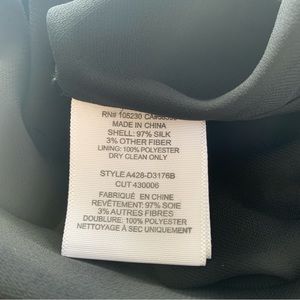 RN# 105230 CA#
MADE IN CHINA
SHELL: 97% SILK
3% OTHER FIBER
LINING: 100% POLYESTER
DRY CLEAN ONLY
STYLE A428-D3176B
CUT 430006
FABRIQUÉ EN CHINE
REVÊTEMENT: 97% SOIE
3% AUTRES FIBRES
DOUBLURE: 100% POLYESTER
NETTOYAGE À SEC UNIQUEMENT